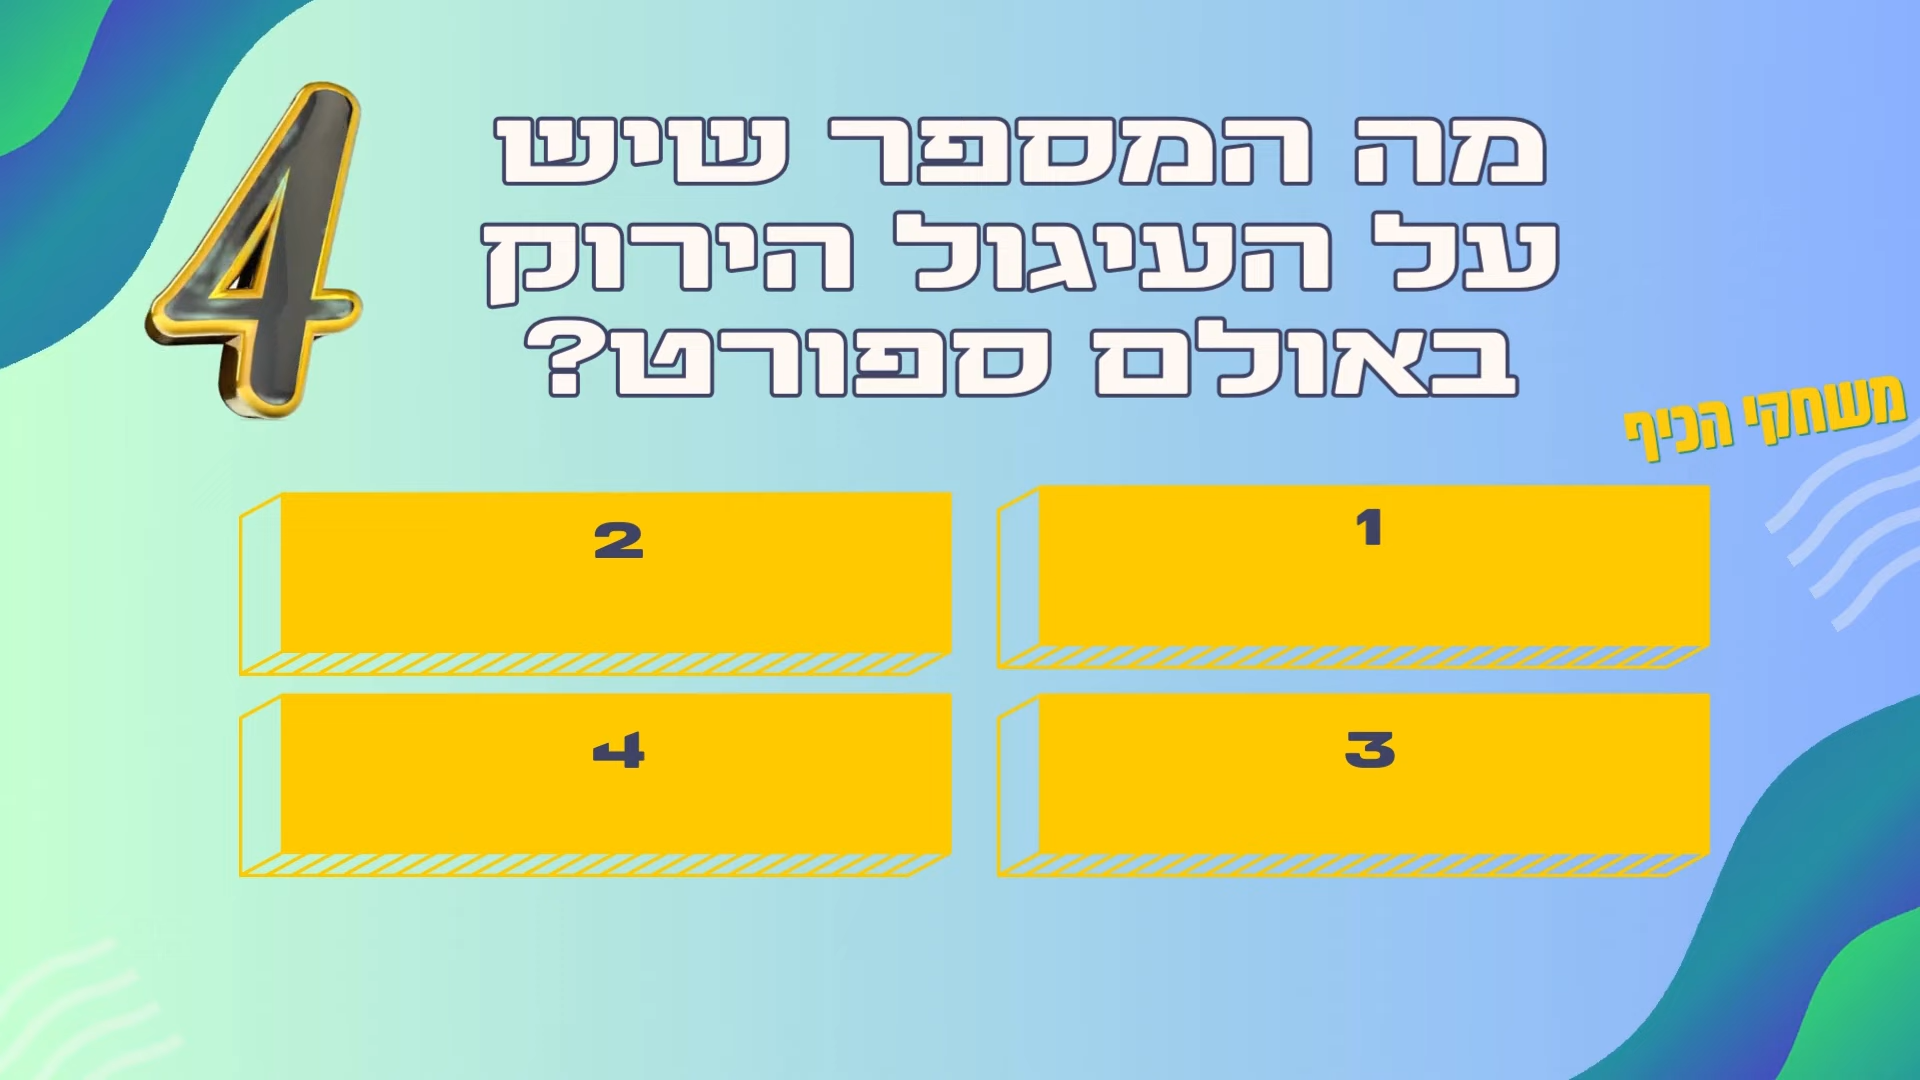 4
מה המספר שיש
על העיגול הירוק
באולם ספורט?
משחקי הכיף
1
2
3
4